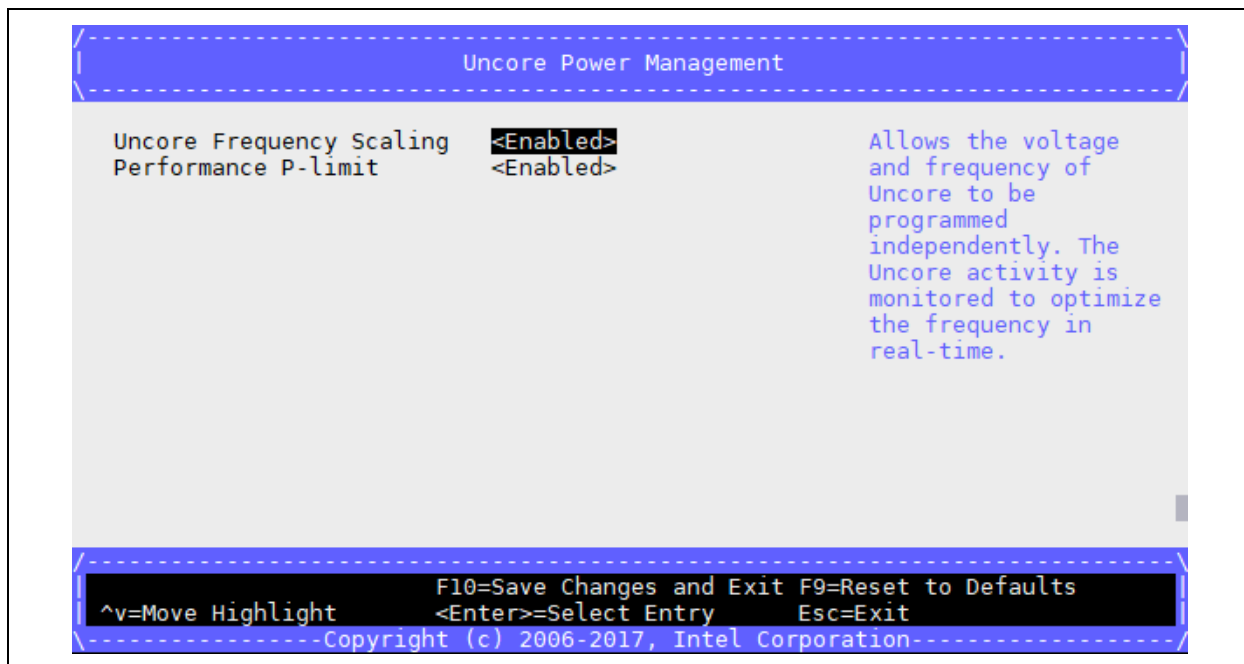 /------------------------------------------------------------------------------\
| Uncore Power Management |
\------------------------------------------------------------------------------/
Uncore Frequency Scaling <Enabled> Allows the voltage
Performance P-limit <Enabled> and frequency of
Uncore to be
programmed
independently. The
Uncore activity is
monitored to optimize
the frequency in
real-time.
/------------------------------------------------------------------------------\
| F10=Save Changes and Exit F9=Reset to Defaults |
| ^v=Move Highlight <Enter>=Select Entry Esc=Exit |
\-----------------Copyright (c) 2006-2017, Intel Corporation-------------------/